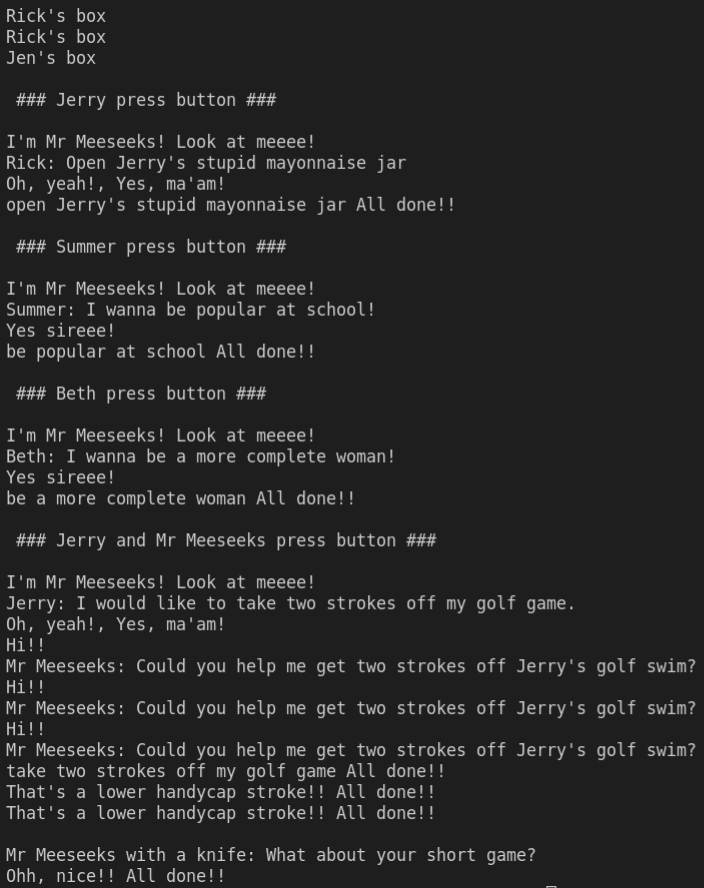 Rick's box
Rick's box
Jen's box
### Jerry press button ###
I'm Mr Meeseeks! Look at meeee!
Rick: Open Jerry's stupid mayonnaise jar
Oh, yeah!, Yes, ma'am!
open Jerry's stupid mayonnaise jar All done!!
### Summer press button ###
I'm Mr Meeseeks! Look at meeee!
Summer: I wanna be popular at school!
Yes sireee!
be popular at school All done!!
### Beth press button ###
I'm Mr Meeseeks! Look at meeee!
Beth: I wanna be a more complete woman!
Yes sireee!
be a more complete woman All done!!
### Jerry and Mr Meeseeks press button ###
I'm Mr Meeseeks! Look at meeee!
Jerry: I would like to take two strokes off my golf game.
Oh, yeah!, Yes, ma'am!
Hi!!
Mr Meeseeks: Could you help me get two strokes off Jerry's golf swim?
Hi!!
Mr Meeseeks: Could you help me get two strokes off Jerry's golf swim?
Hi!!
Mr Meeseeks: Could you help me get two strokes off Jerry's golf swim?
take two strokes off my golf game All done!!
That's a lower handycap stroke!! All done!!
That's a lower handycap stroke!! All done!!
Mr Meeseeks with a knife: What about your short game?
Ohh, nice!! All done!!